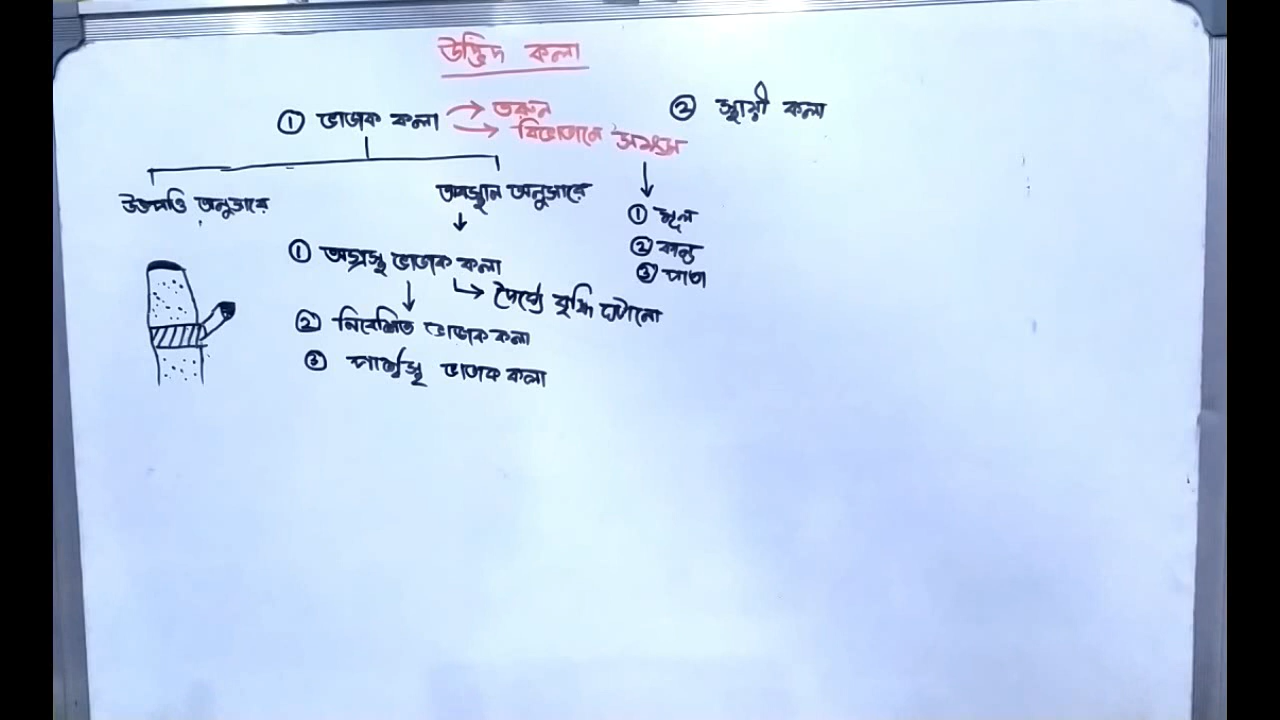 উদ্ভিদ কলা
① ভাজক কলা → তরুন
→ বিভাজনে সক্ষম
② স্থায়ী কলা
উৎপত্তি অনুসারে
অবস্থান অনুসারে
① মূল
② কান্ড
③ পাতা
① অগ্রস্থ ভাজক কলা
→ দৈর্ঘ্যে বৃদ্ধি ঘটানো
② নিবেশিত ভাজক কলা
③ পার্শ্বস্থ ভাজক কলা